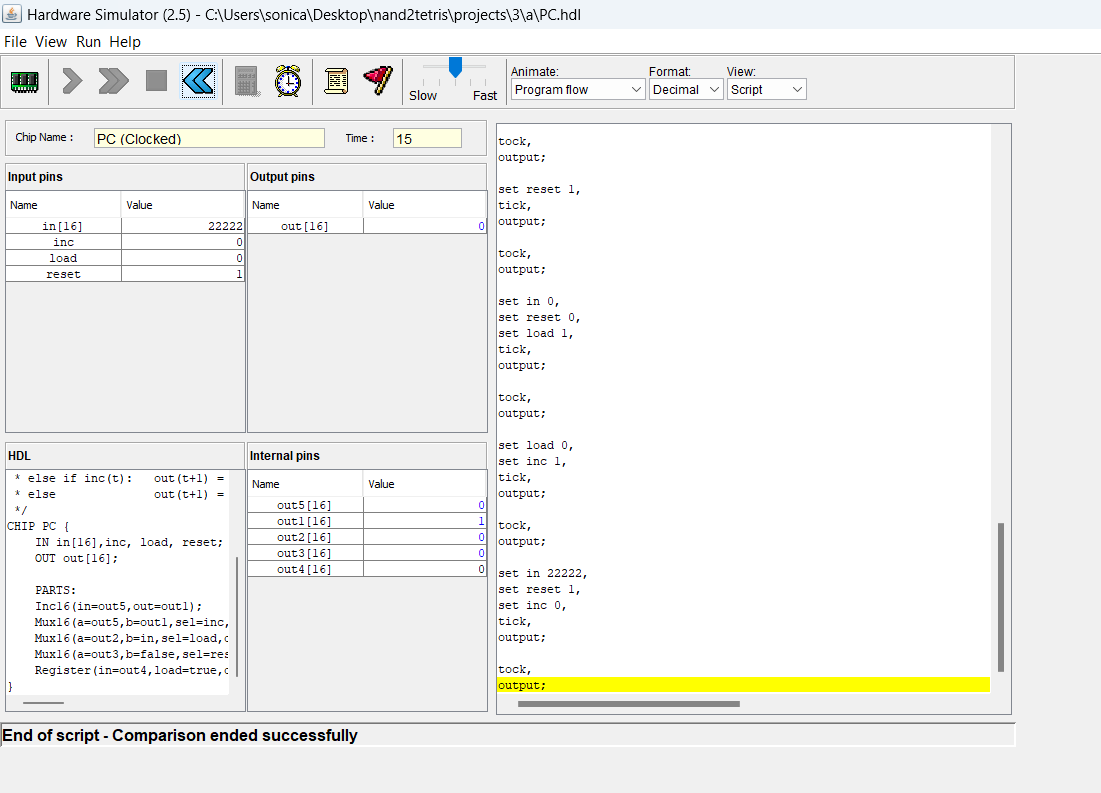 Hardware Simulator (2.5) - C:\Users\sonica\Desktop\nand2tetris\projects\3\a\PC.hdl
File View Run Help
Slow Fast
Animate: Format: View:
Program flow Decimal Script
Chip Name : PC (Clocked) Time : 15
Input pins
Name Value
in[16] 22222
inc 0
load 0
reset 1
Output pins
Name Value
out[16] 0
HDL
* else if inc(t): out(t+1) =
* else out(t+1) =
*/
CHIP PC {
IN in[16],inc, load, reset;
OUT out[16];
PARTS:
Inc16(in=out5,out=out1);
Mux16(a=out5,b=out1,sel=inc,
Mux16(a=out2,b=in,sel=load,o
Mux16(a=out3,b=false,sel=res
Register(in=out4,load=true,o
}
Internal pins
Name Value
out5[16] 0
out1[16] 1
out2[16] 0
out3[16] 0
out4[16] 0
tock,
output;
set reset 1,
tick,
output;
tock,
output;
set in 0,
set reset 0,
set load 1,
tick,
output;
tock,
output;
set load 0,
set inc 1,
tick,
output;
tock,
output;
set in 22222,
set reset 1,
set inc 0,
tick,
output;
tock,
output;
End of script - Comparison ended successfully